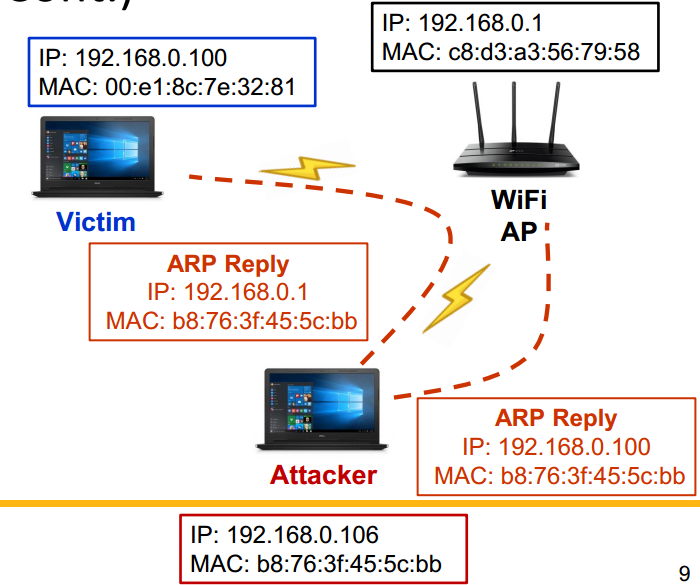 IP: 192.168.0.1
MAC: c8:d3:a3:56:79:58
IP: 192.168.0.100
MAC: 00:e1:8c:7e:32:81
Victim
WiFi
AP
ARP Reply
IP: 192.168.0.1
MAC: b8:76:3f:45:5c:bb
Attacker
ARP Reply
IP: 192.168.0.100
MAC: b8:76:3f:45:5c:bb
IP: 192.168.0.106
MAC: b8:76:3f:45:5c:bb
9